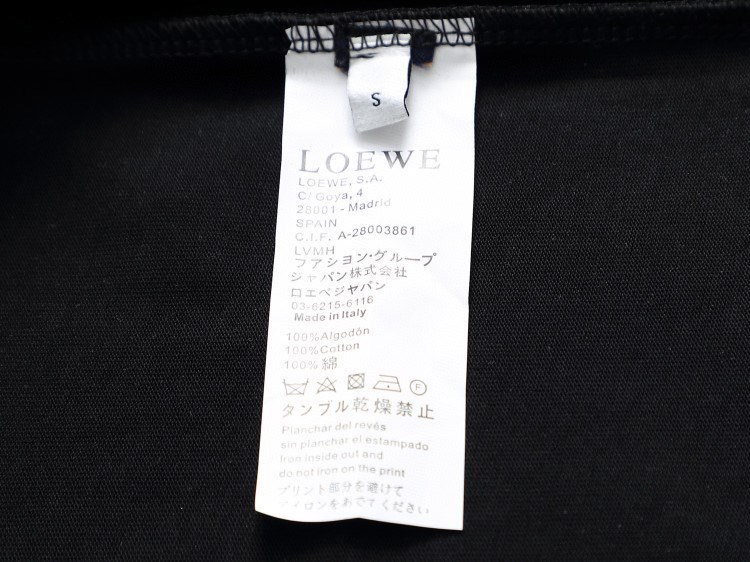 S
LOEWE
LOEWE, S.A.
C/ Goya, 4
28001 - Madrid
SPAIN
C.I.F. A-28003861
LVMH
ファション・グループ
ジャパン株式会社
ロエベジャパン
03-6215-6116
Made in Italy
100%Algodón
100%Cotton
100%綿
F
タンブル乾燥禁止
Planchar del revés
sin planchar el estampado
Iron inside out and
do not iron on the print
プリント部分を避けて
アイロンをあててください